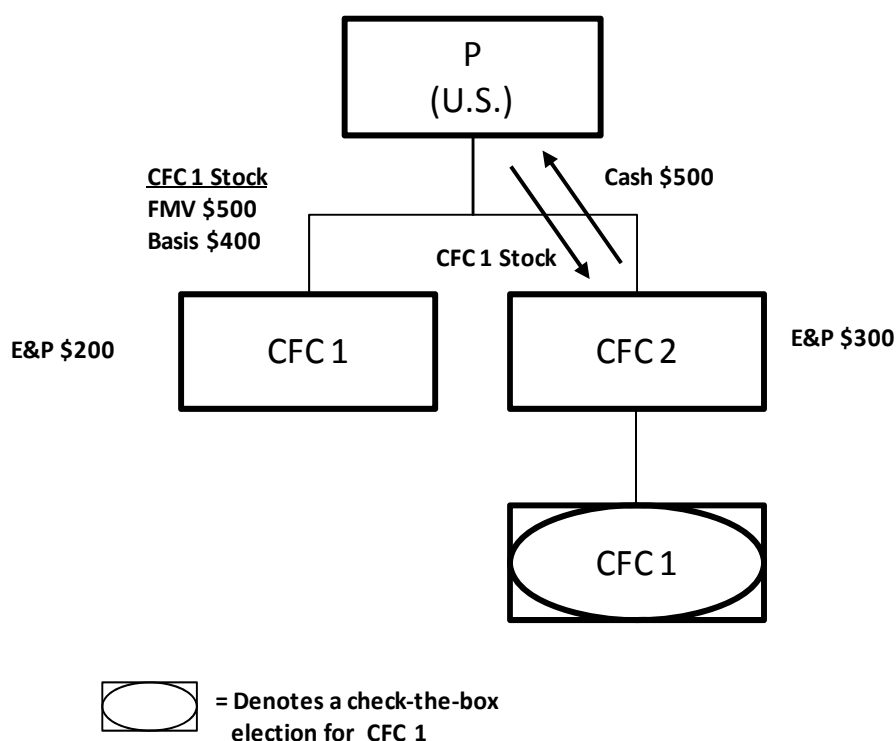 P
(U.S.)
CFC 1 Stock
FMV $500
Basis $400
Cash $500
CFC 1 Stock
E&P $200
CFC 1
CFC 2
E&P $300
CFC 1
= Denotes a check-the-box
election for CFC 1